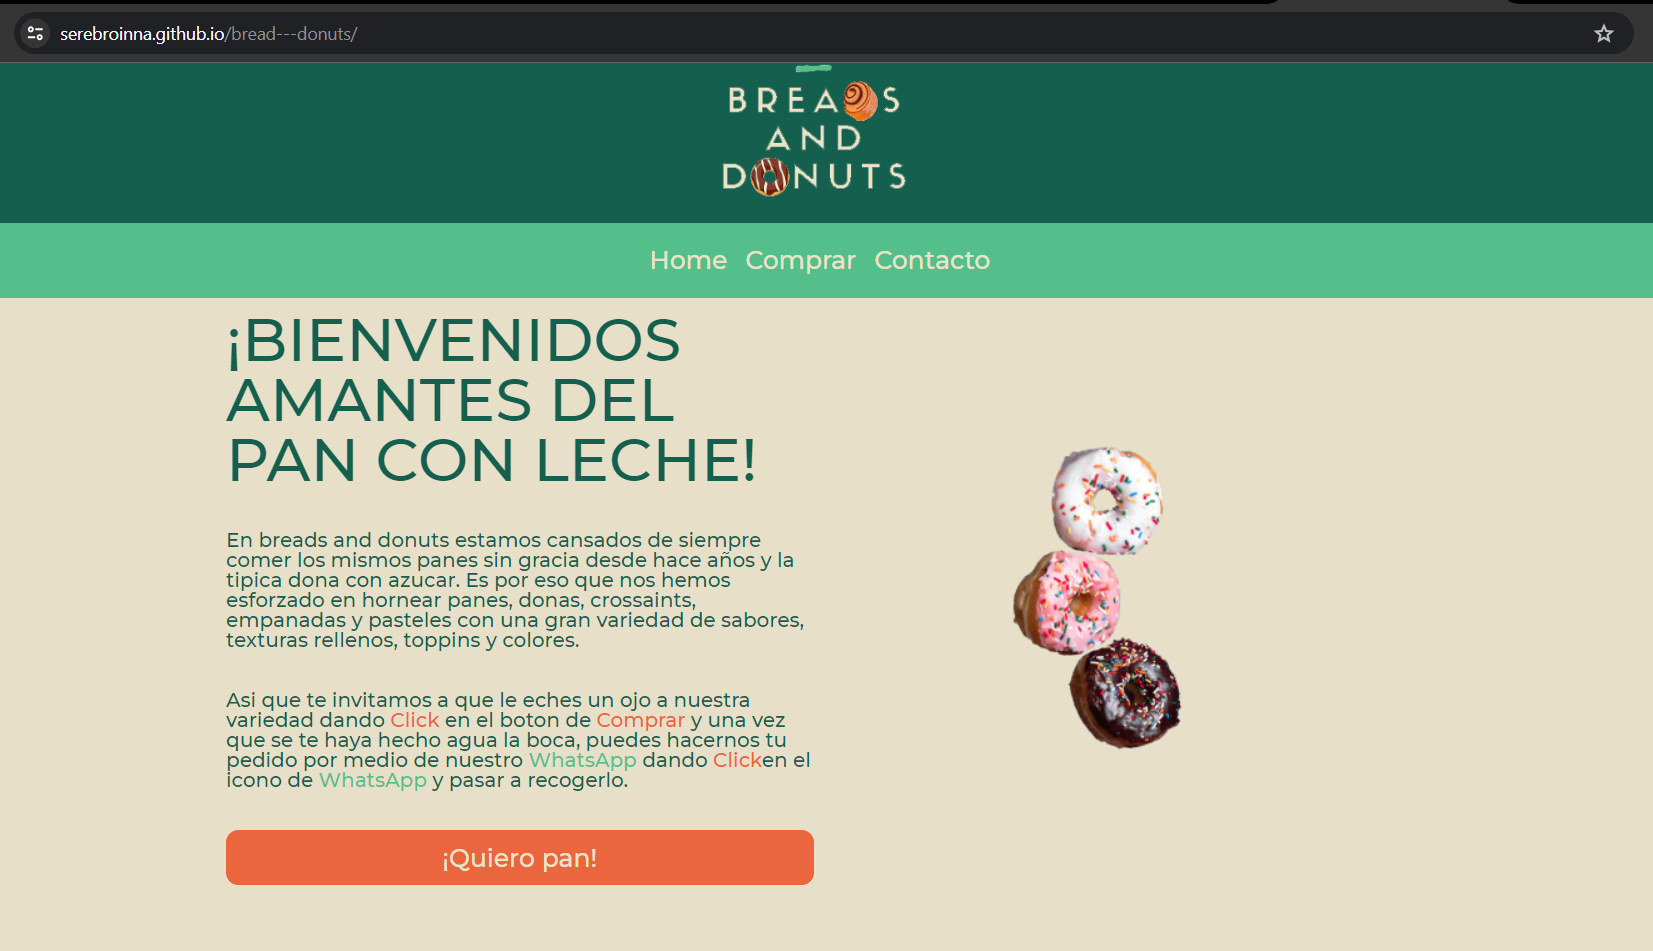 serebroinna.github.io/bread---donuts/
BREADS
AND
DONUTS
Home Comprar Contacto
¡BIENVENIDOS
AMANTES DEL
PAN CON LECHE!
En breads and donuts estamos cansados de siempre
comer los mismos panes sin gracia desde hace años y la
tipica dona con azucar. Es por eso que nos hemos
esforzado en hornear panes, donas, crossaints,
empanadas y pasteles con una gran variedad de sabores,
texturas rellenos, toppins y colores.
Asi que te invitamos a que le eches un ojo a nuestra
variedad dando Click en el boton de Comprar y una vez
que se te haya hecho agua la boca, puedes hacernos tu
pedido por medio de nuestro WhatsApp dando Clicken el
icono de WhatsApp y pasar a recogerlo.
¡Quiero pan!